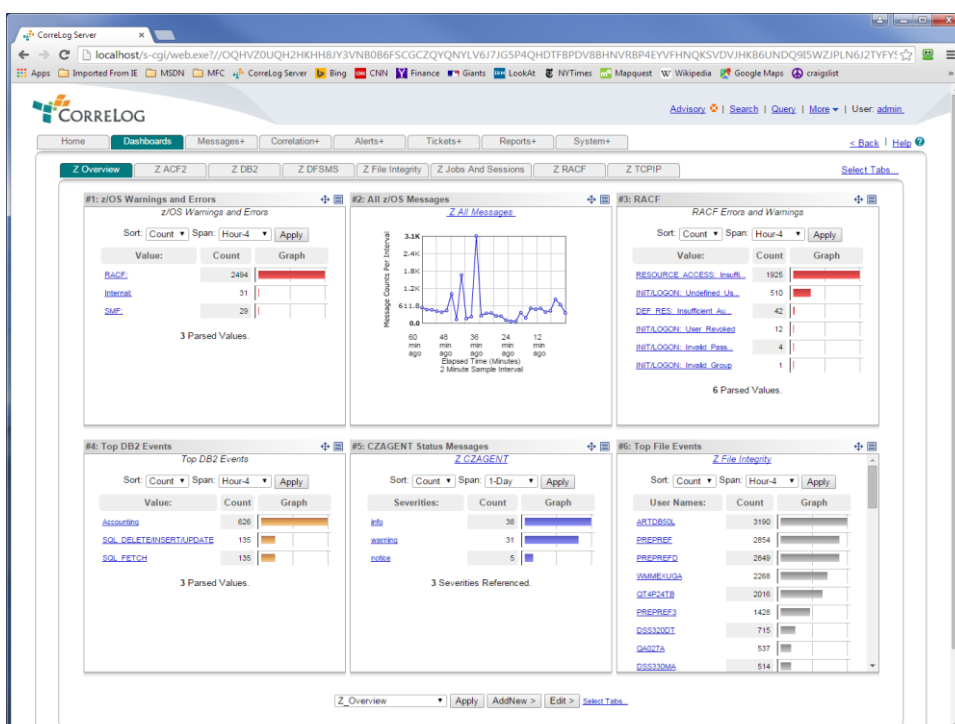 CorreLog Server
localhost/s-cgi/web.exe?//OQHVZ0UQH2HKHH8JY3VNB0B6FSCGCZQYQNYLV6J7JG5P4QHDTFBPDV8BHNVRBP4EYVFHNQKSVDVJHKB6UNDQ9I5WZJPLN6J2TYFY
Apps Imported From IE MSDN MFC CorreLog Server Bing CNN Finance Giants LookAt NYTimes Mapquest Wikipedia Google Maps craigslist »
CORRELOG
Advisory | Search | Query | More ▾ | User: admin
Home Dashboards Messages+ Correlation+ Alerts+ Tickets+ Reports+ System+
< Back | Help ?
Z Overview Z ACF2 Z DB2 Z DFSMS Z File Integrity Z Jobs And Sessions Z RACF Z TCPIP
Select Tabs...
#1: z/OS Warnings and Errors
z/OS Warnings and Errors
Sort: Count Span: Hour-4 Apply
Value: Count Graph
RACF: 2494
Internal: 31
SMF: 29
3 Parsed Values.
#2: All z/OS Messages
Z All Messages
Message Counts Per Interval
3.1K
2.4K
1.8K
1.2K
611.8
0.0
60 min ago 48 min ago 36 min ago 24 min ago 12 min ago
Elapsed Time (Minutes)
2 Minute Sample Interval
#3: RACF
RACF Errors and Warnings
Sort: Count Span: Hour-4 Apply
Value: Count Graph
RESOURCE ACCESS: Insuffi... 1925
INIT/LOGON: Undefined Us... 510
DEF RES: Insufficient Au... 42
INIT/LOGON: User Revoked 12
INIT/LOGON: Invalid Pass... 4
INIT/LOGON: Invalid Group 1
6 Parsed Values.
#4: Top DB2 Events
Top DB2 Events
Sort: Count Span: Hour-4 Apply
Value: Count Graph
Accounting 626
SQL DELETE/INSERT/UPDATE 135
SQL FETCH 135
3 Parsed Values.
#5: CZAGENT Status Messages
Z CZAGENT
Sort: Count Span: 1-Day Apply
Severities: Count Graph
info 38
warning 31
notice 5
3 Severities Referenced.
#6: Top File Events
Z File Integrity
Sort: Count Span: Hour-4 Apply
User Names: Count Graph
ARTDB50L 3190
PREPREF 2854
PREPREFD 2849
WMMEXUGA 2268
QT4P24TB 2016
PREPREF3 1428
DSS320DT 715
QA027A 537
DSS330MA 514
Z_Overview Apply AddNew > Edit > Select Tabs...